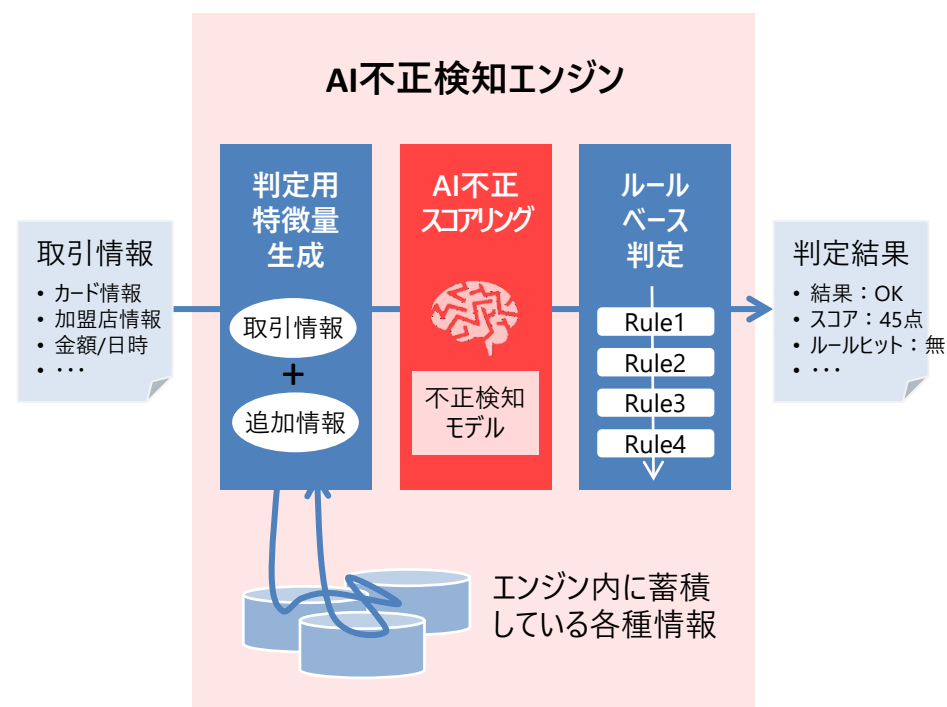 AI不正検知エンジン
取引情報
• カード情報
• 加盟店情報
• 金額/日時
• ・・・
判定用
特徴量
生成
取引情報
+
追加情報
AI不正
スコアリング
不正検知
モデル
ルール
ベース
判定
Rule1
Rule2
Rule3
Rule4
判定結果
• 結果：OK
• スコア：45点
• ルールヒット：無
• ・・・
エンジン内に蓄積
している各種情報